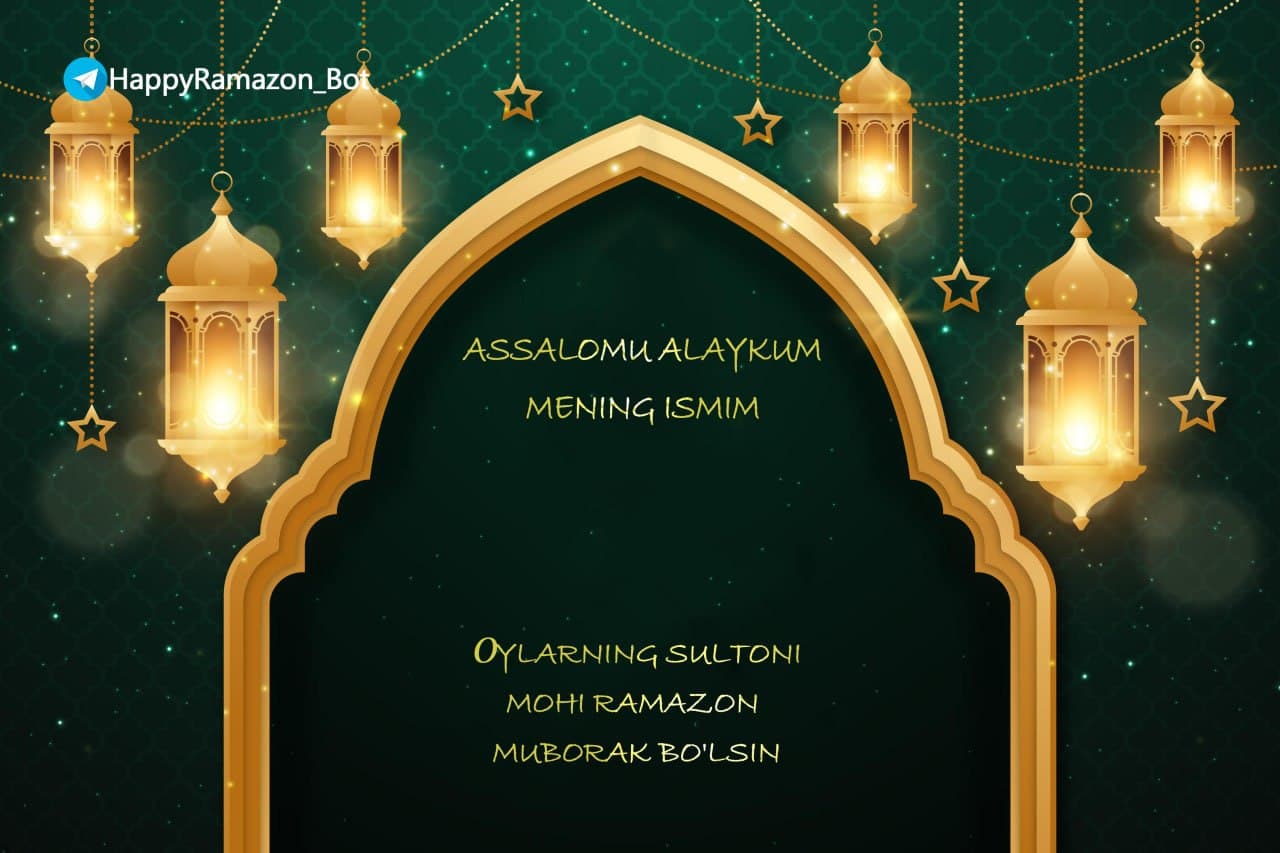 HappyRamazon_Bot
ASSALOMU ALAYKUM
MENING ISMIM
OYLARNING SULTONI
MOHI RAMAZON
MUBORAK BO'LSIN